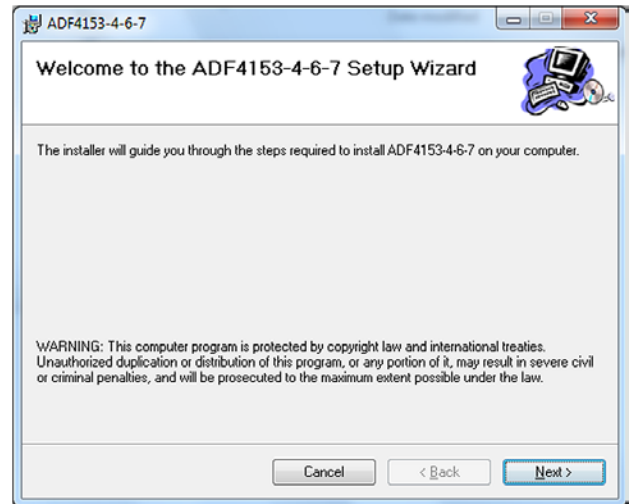 ADF4153-4-6-7
Welcome to the ADF4153-4-6-7 Setup Wizard
The installer will guide you through the steps required to install ADF4153-4-6-7 on your computer.
WARNING: This computer program is protected by copyright law and international treaties.
Unauthorized duplication or distribution of this program, or any portion of it, may result in severe civil
or criminal penalties, and will be prosecuted to the maximum extent possible under the law.
Cancel
< Back
Next >